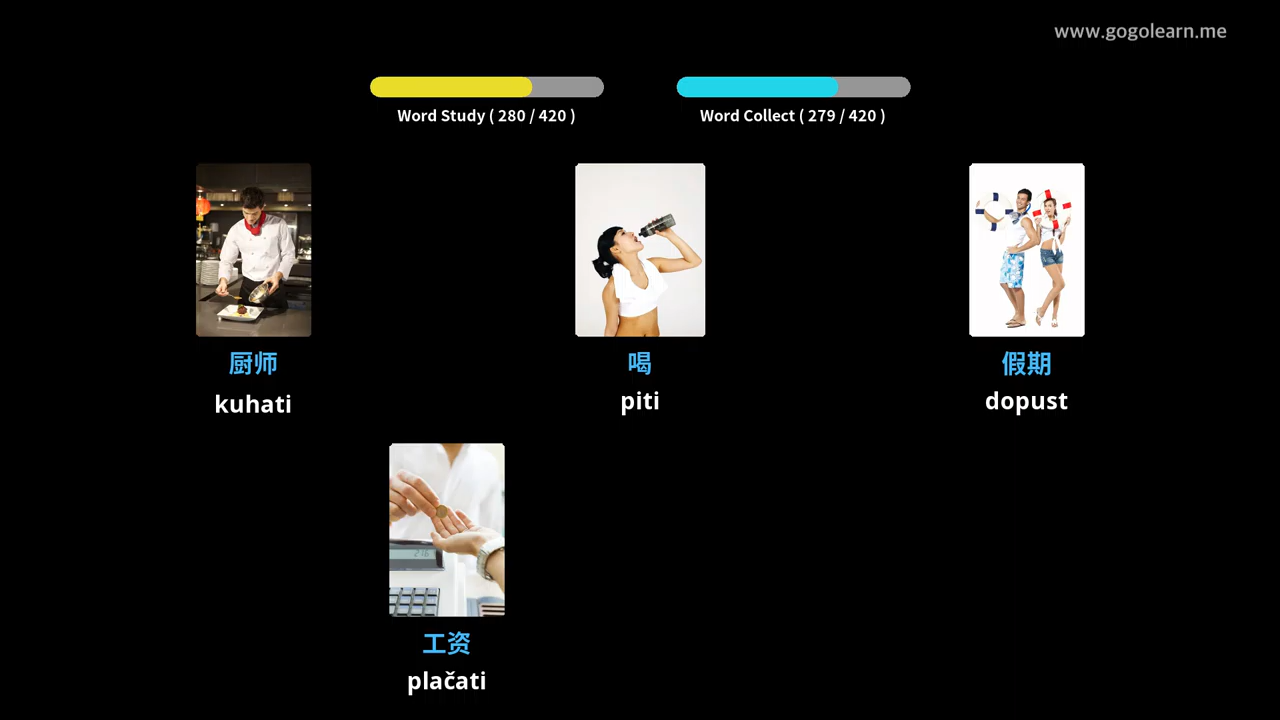 www.gogolearn.me
Word Study ( 280 / 420 )
Word Collect ( 279 / 420 )
厨师
kuhati
喝
piti
假期
dopust
工资
plačati